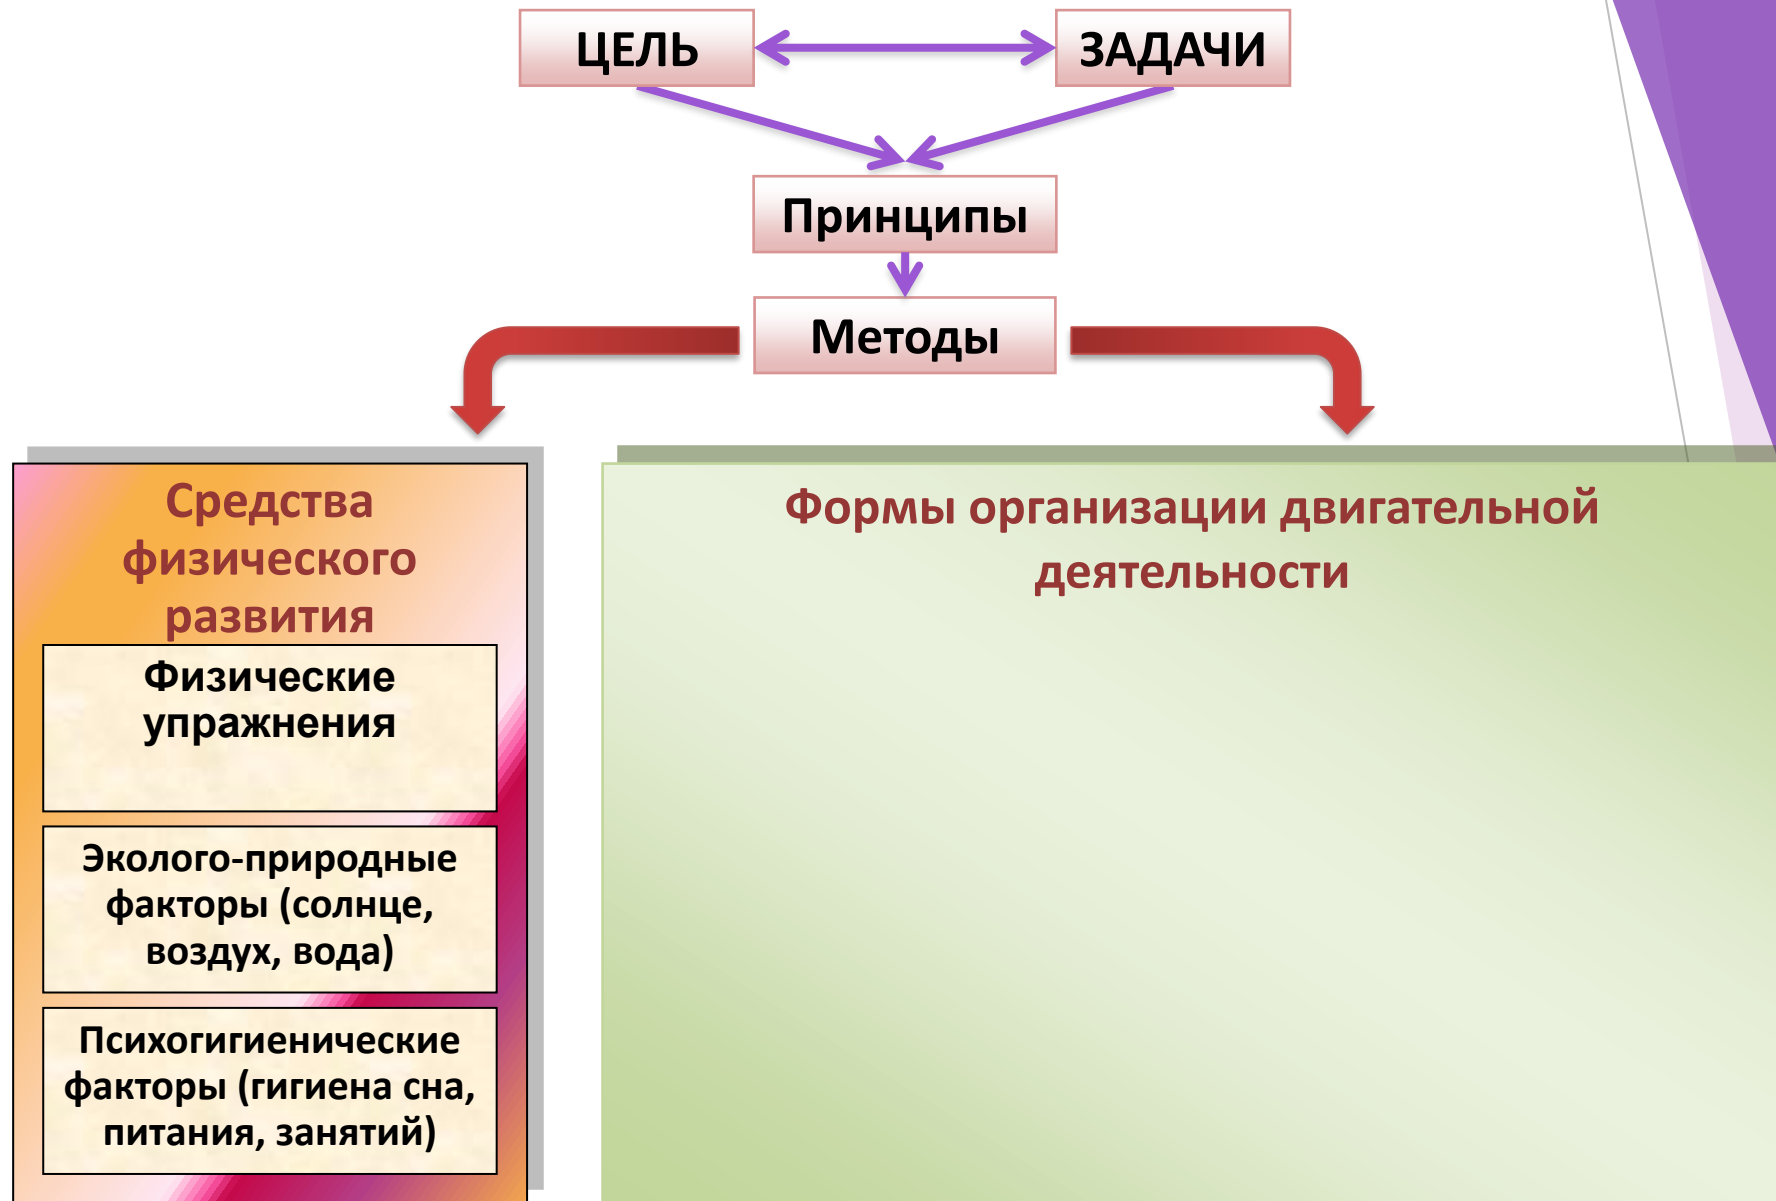 ЦЕЛЬ
ЗАДАЧИ
Принципы
Методы
Средства
физического
развития
Физические
упражнения
Эколого-природные
факторы (солнце,
воздух, вода)
Психогигиенические
факторы (гигиена сна,
питания, занятий)
Формы организации двигательной
деятельности